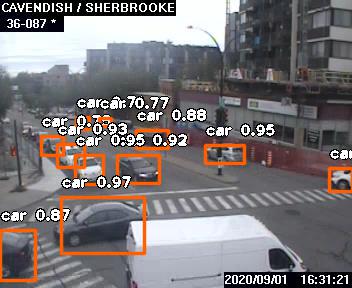 CAVENDISH / SHERBROOKE
36-087 *
car 0.77
car 0.88
car 0.93
car 0.95
car 0.92
car 0.95
car
car 0.97
car 0.87
2020/09/01 16:31:21